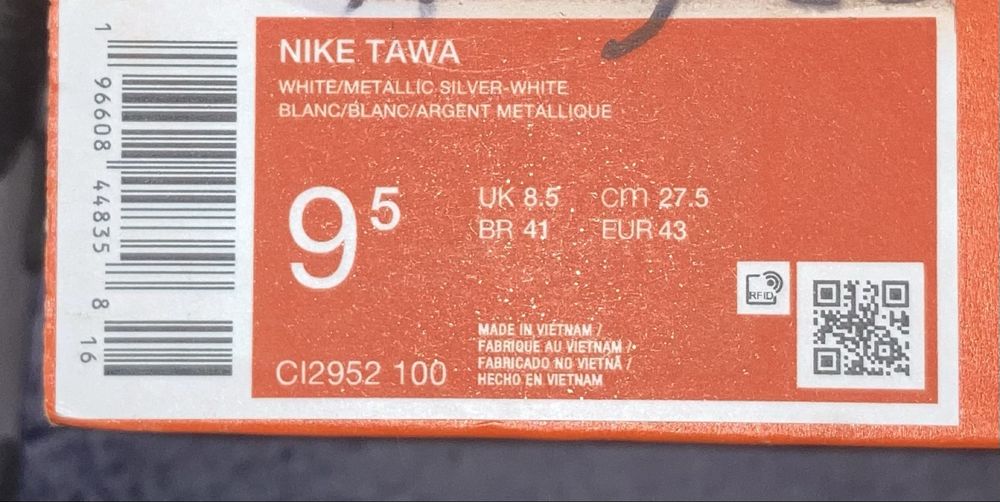 1 96608 44835 8 16
NIKE TAWA
WHITE/METALLIC SILVER-WHITE
BLANC/BLANC/ARGENT METALLIQUE
9⁵
UK 8.5 cm 27.5
BR 41 EUR 43
RFID
MADE IN VIETNAM /
FABRIQUE AU VIETNAM /
FABRICADO NO VIETNÃ /
HECHO EN VIETNAM
CI2952 100